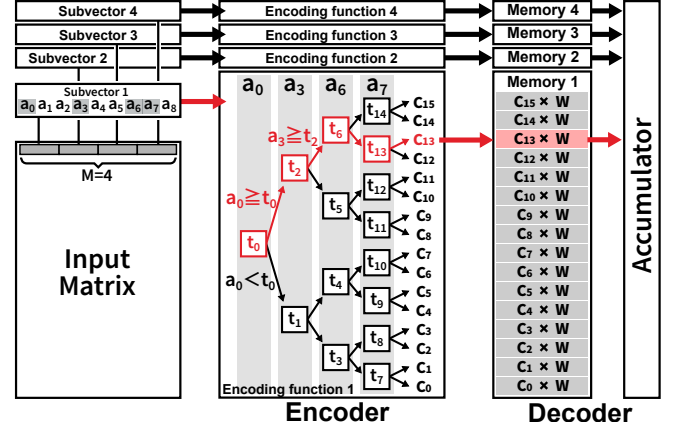 Subvector 4
Encoding function 4
Memory 4
Subvector 3
Encoding function 3
Memory 3
Subvector 2
Encoding function 2
Memory 2
Subvector 1
a0 a1 a2 a3 a4 a5 a6 a7 a8
M=4
Input
Matrix
a0 a3 a6 a7
t0
a0≧t0
a0<t0
t2
a3≧t2
t1
t6
t5
t4
t3
t14
t13
t12
t11
t10
t9
t8
t7
C15
C14
C13
C12
C11
C10
C9
C8
C7
C6
C5
C4
C3
C2
C1
C0
Encoding function 1
Encoder
Memory 1
C15 × W
C14 × W
C13 × W
C12 × W
C11 × W
C10 × W
C9 × W
C8 × W
C7 × W
C6 × W
C5 × W
C4 × W
C3 × W
C2 × W
C1 × W
C0 × W
Decoder
Accumulator